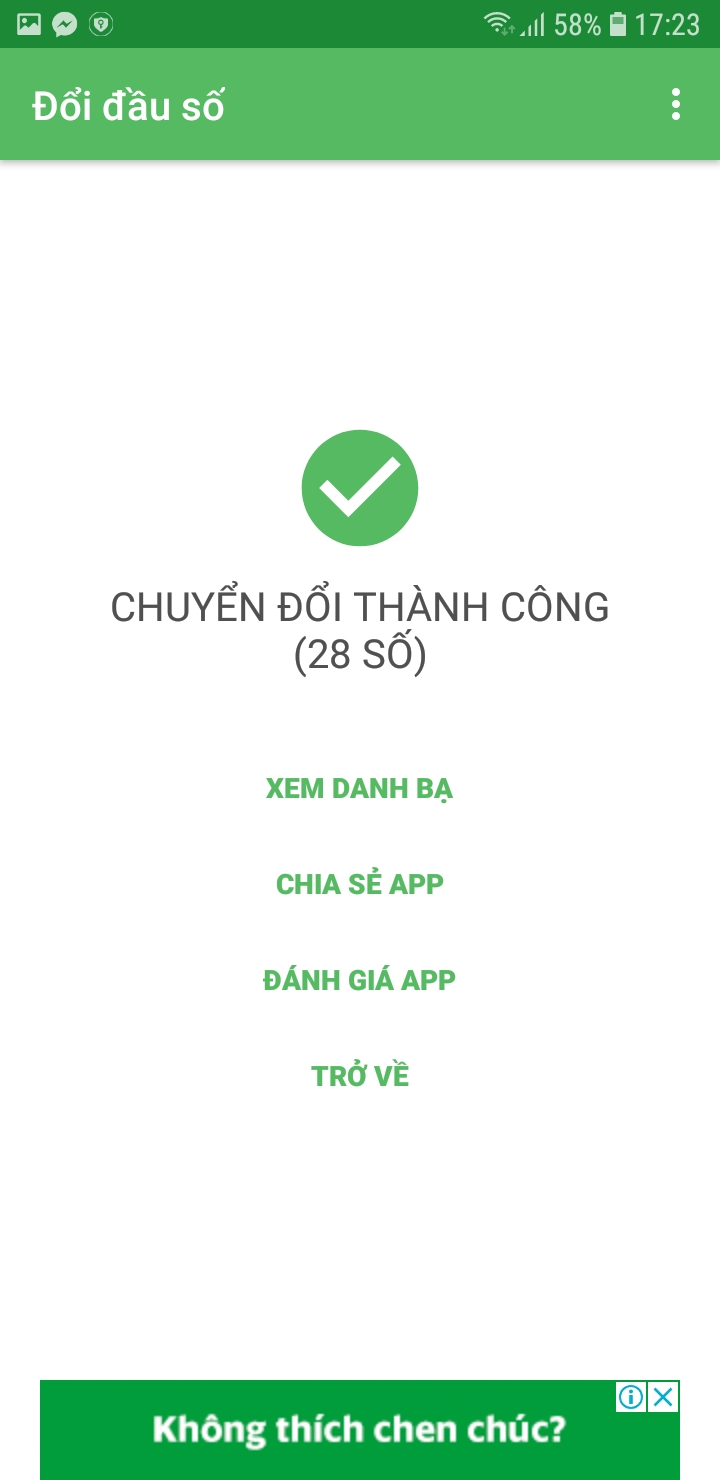 58% 17:23
Đổi đầu số
CHUYỂN ĐỔI THÀNH CÔNG
(28 SỐ)
XEM DANH BẠ
CHIA SẺ APP
ĐÁNH GIÁ APP
TRỞ VỀ
Không thích chen chúc?